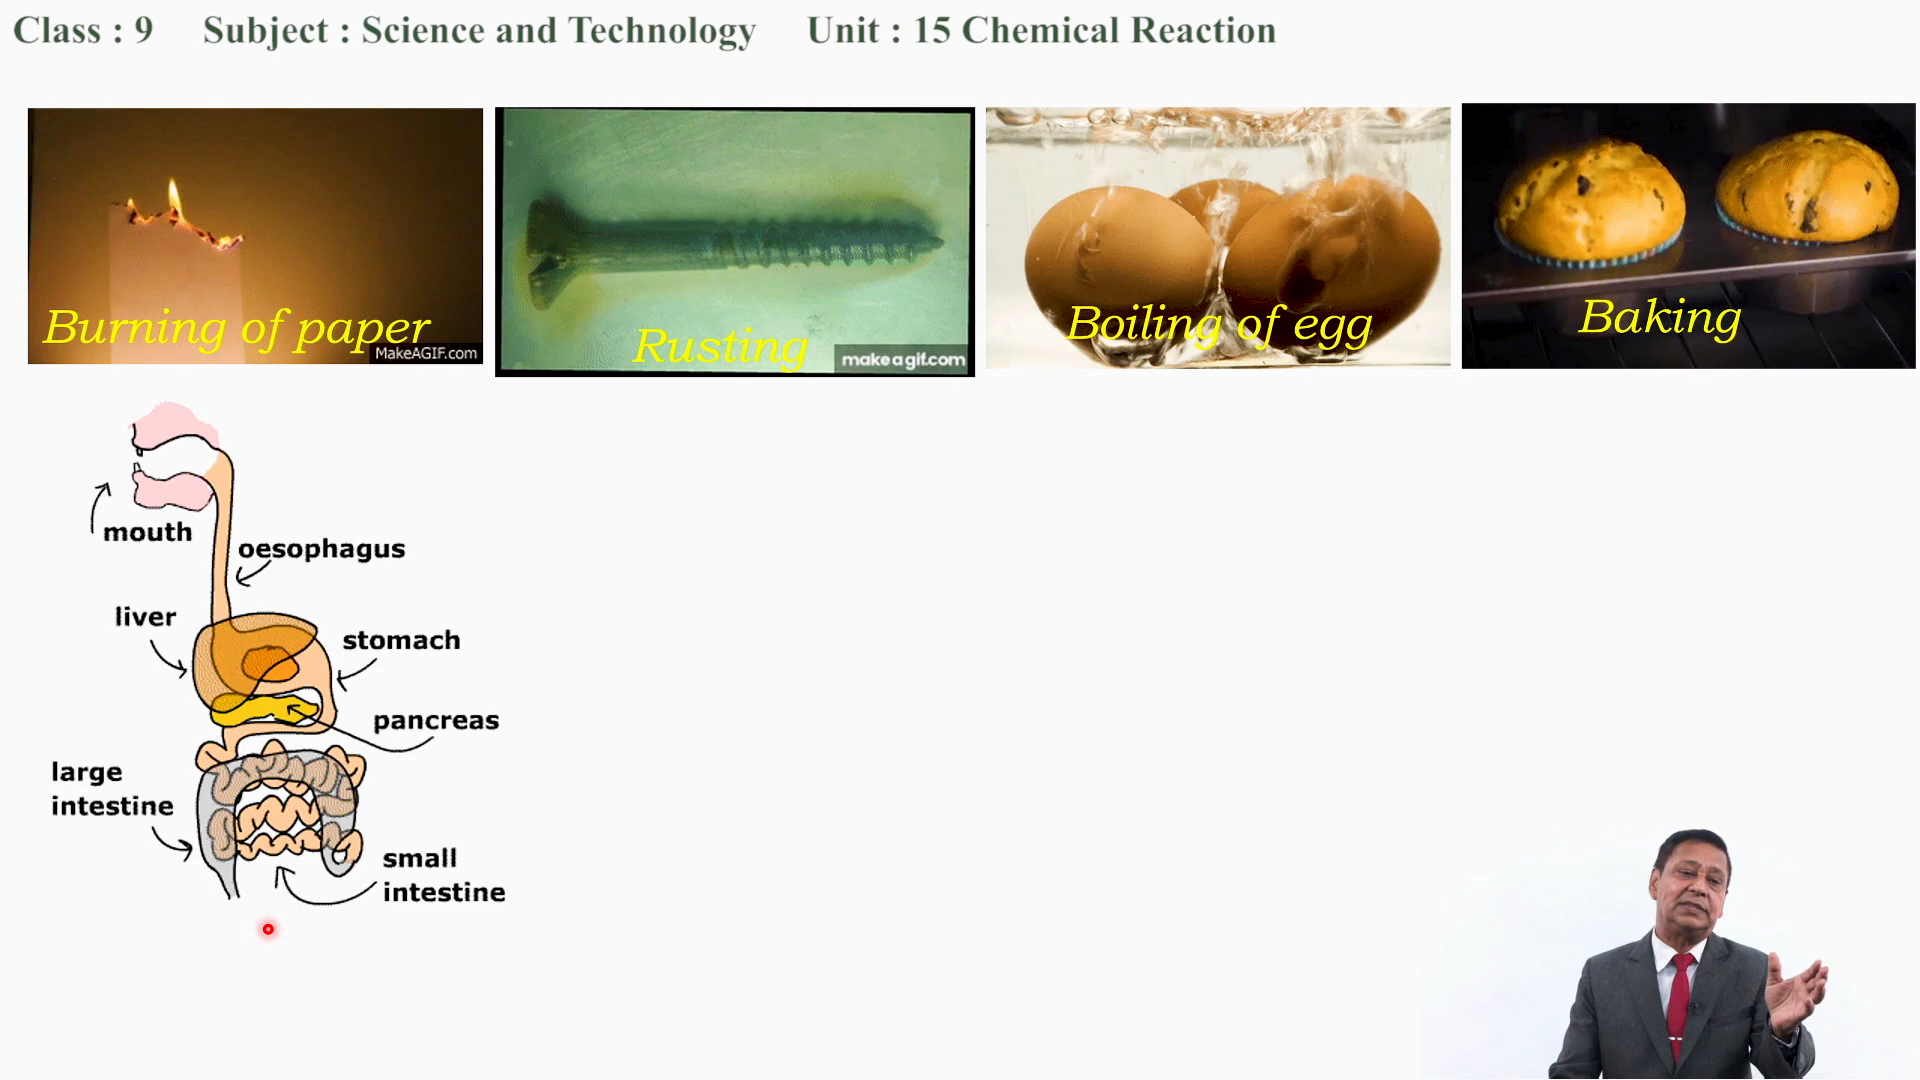 Class : 9 Subject : Science and Technology Unit : 15 Chemical Reaction
Burning of paper
MakeAGIF.com
Rusting
makeagif.com
Boiling of egg
Baking
mouth
oesophagus
liver
stomach
pancreas
large
intestine
small
intestine